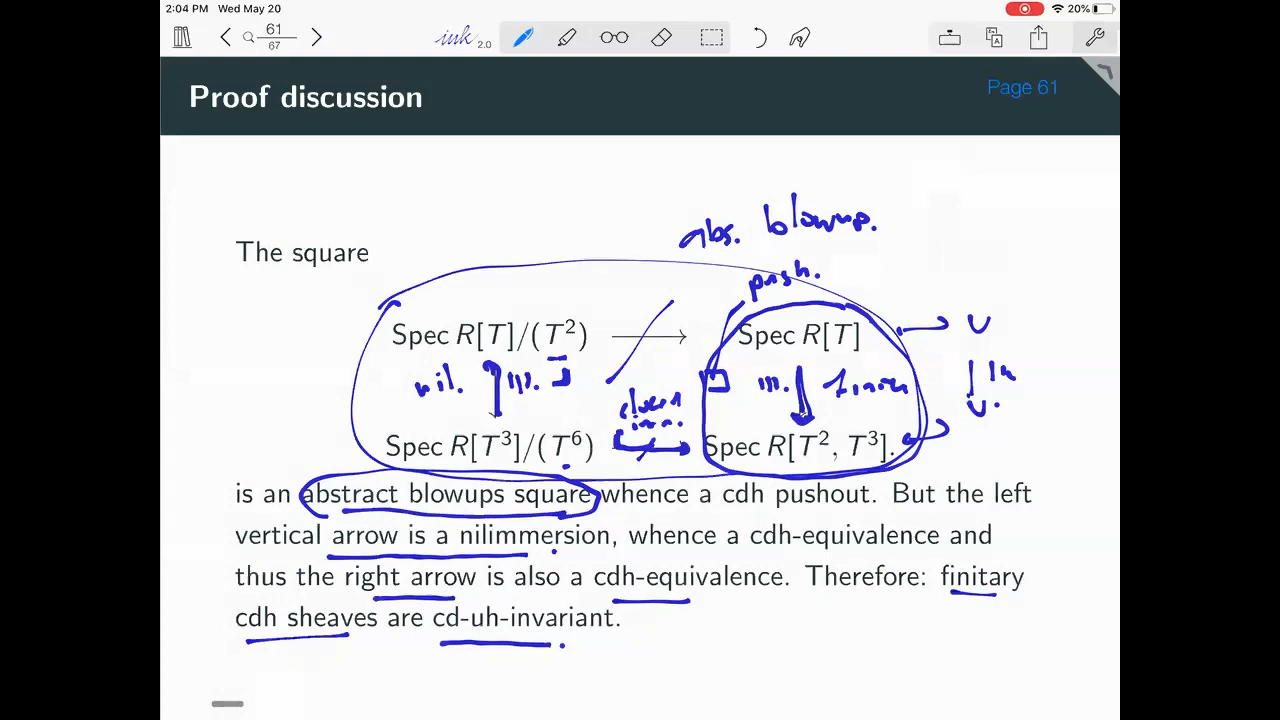 2:04 PM Wed May 20
20%
61
67
ink 2.0
Proof discussion
Page 61
abs. blowup.
The square
push.
Spec R[T]/(T²) ⟶ Spec R[T]
U
nil.
Spec R[T³]/(T⁶) Spec R[T², T³].
is an abstract blowups square whence a cdh pushout. But the left
vertical arrow is a nilimmersion, whence a cdh-equivalence and
thus the right arrow is also a cdh-equivalence. Therefore: finitary
cdh sheaves are cd-uh-invariant.